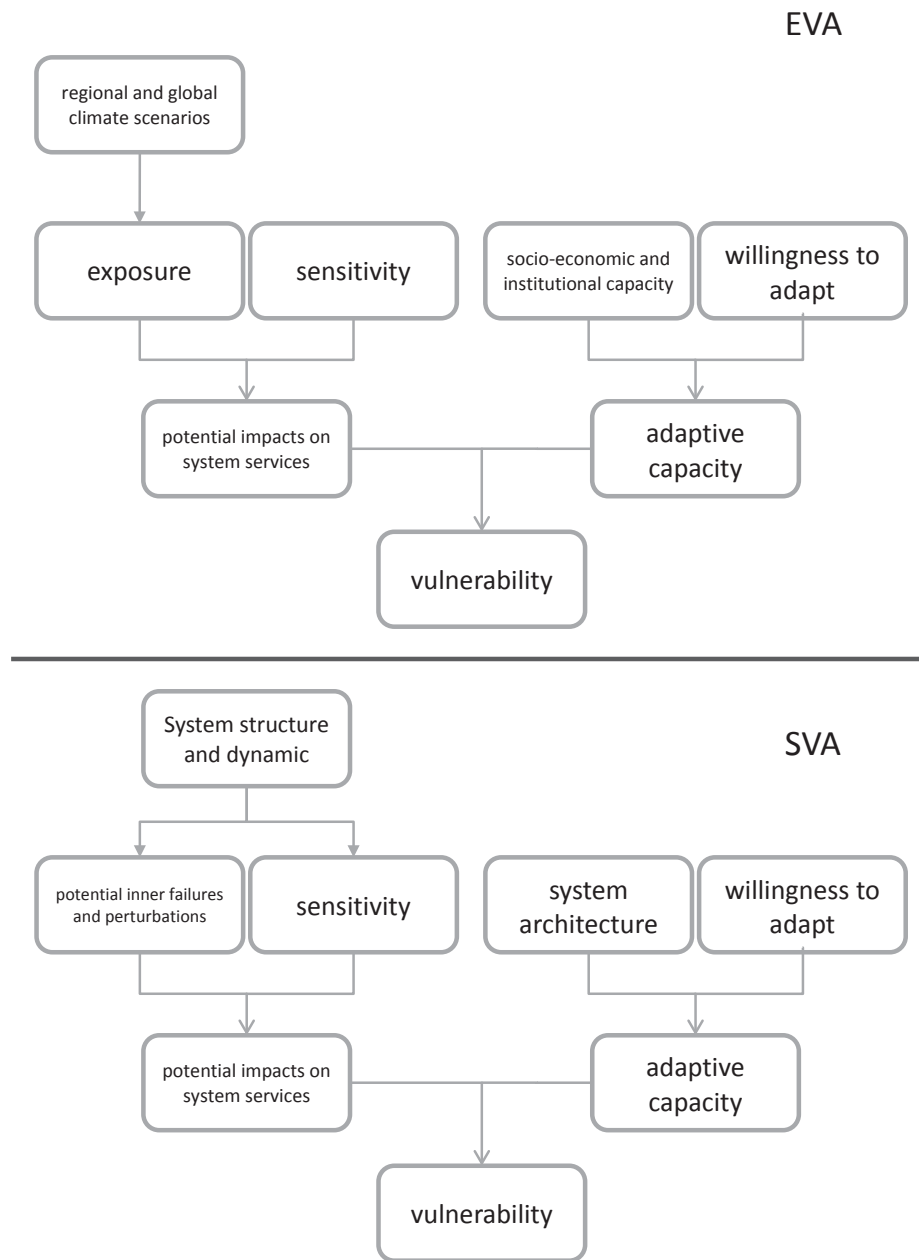 EVA
regional and global
climate scenarios
exposure
sensitivity
socio-economic and
institutional capacity
willingness to
adapt
potential impacts on
system services
adaptive
capacity
vulnerability
System structure
and dynamic
SVA
potential inner failures
and perturbations
sensitivity
system
architecture
willingness to
adapt
potential impacts on
system services
adaptive
capacity
vulnerability